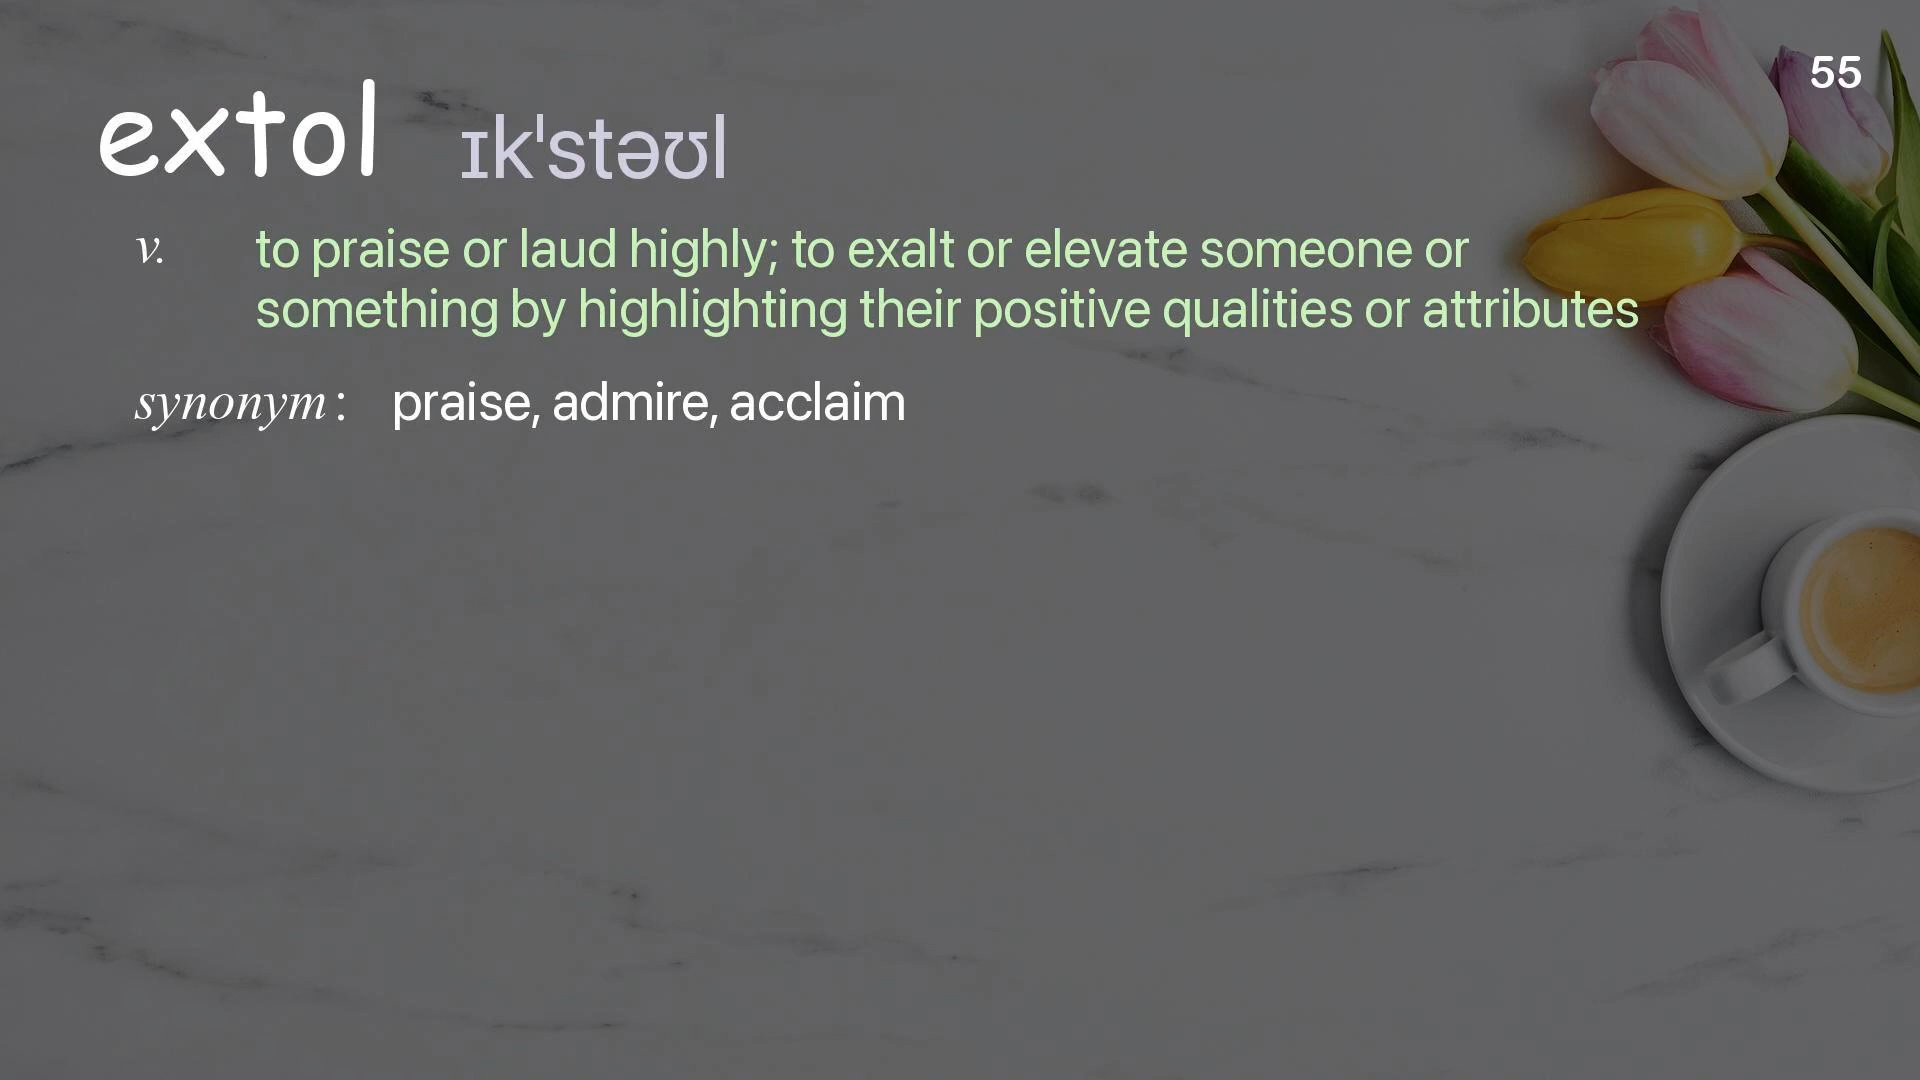 55
extol ɪkˈstəʊl
v. to praise or laud highly; to exalt or elevate someone or
something by highlighting their positive qualities or attributes
synonym : praise, admire, acclaim